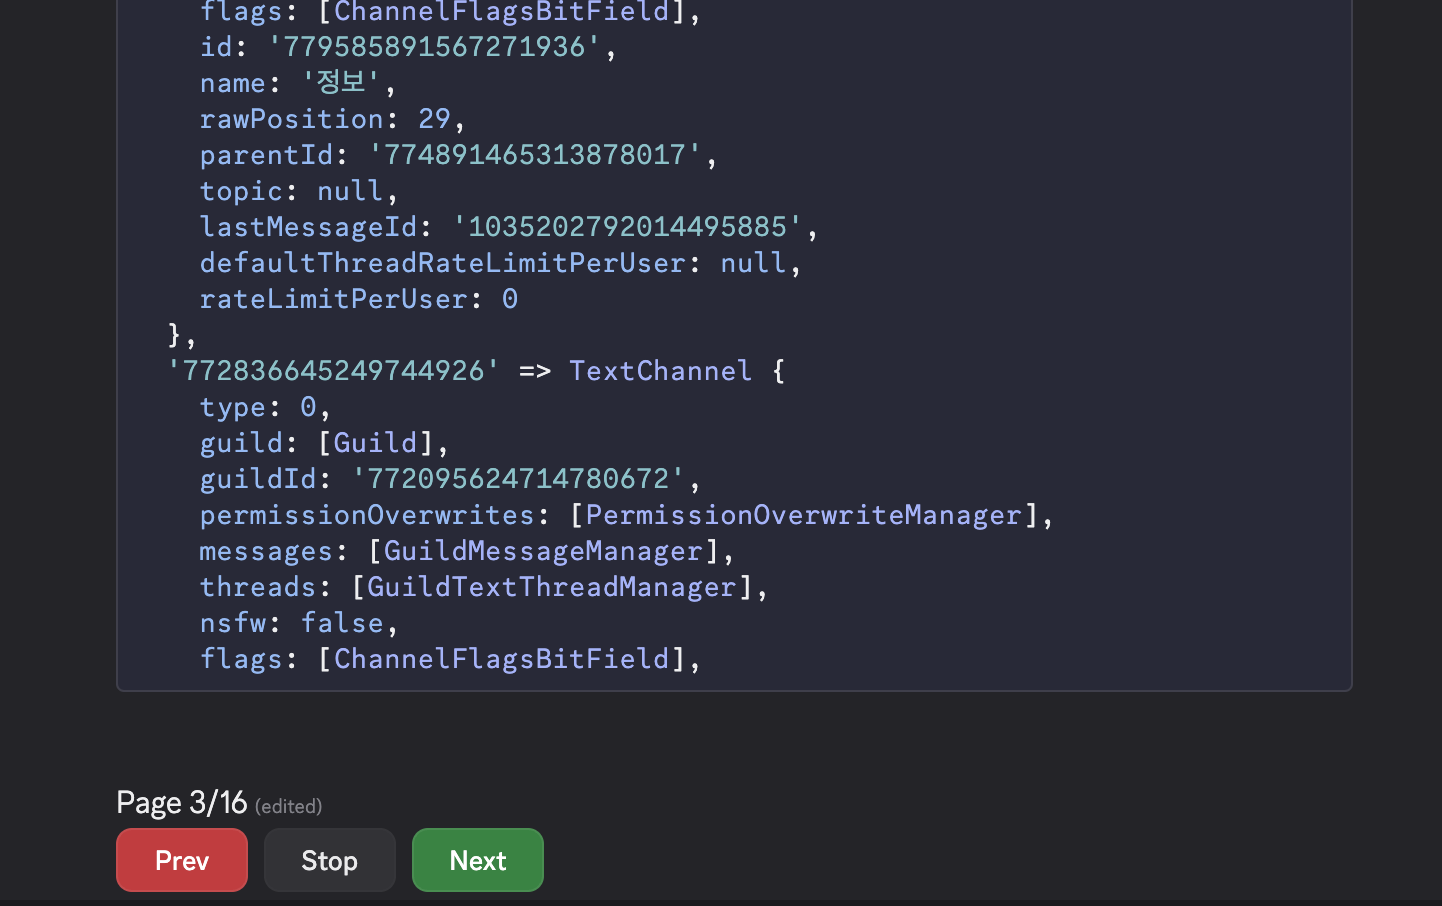 flags: [ChannelFlagsBitField],
id: '779585891567271936',
name: '정보',
rawPosition: 29,
parentId: '774891465313878017',
topic: null,
lastMessageId: '1035202792014495885',
defaultThreadRateLimitPerUser: null,
rateLimitPerUser: 0
},
'772836645249744926' => TextChannel {
type: 0,
guild: [Guild],
guildId: '772095624714780672',
permissionOverwrites: [PermissionOverwriteManager],
messages: [GuildMessageManager],
threads: [GuildTextThreadManager],
nsfw: false,
flags: [ChannelFlagsBitField],
Page 3/16 (edited)
Prev Stop Next